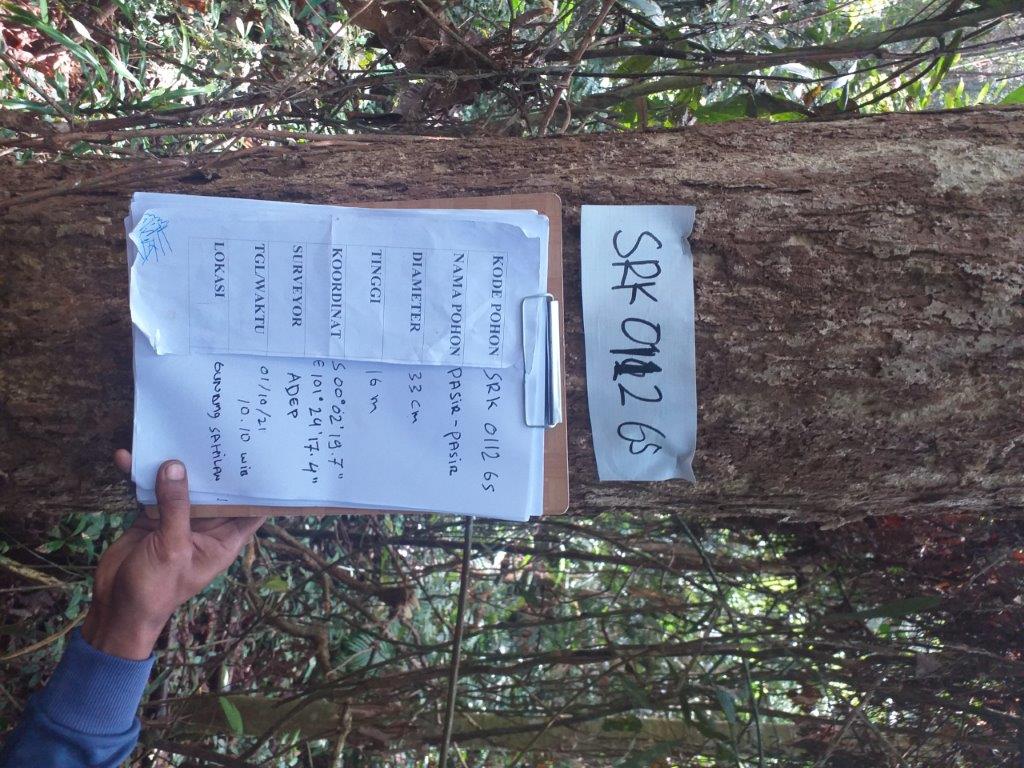 SRK 0112 GS
KODE POHON SRK 0112 GS
NAMA POHON PASIR-PASIR
DIAMETER 33 cm
TINGGI 16 m
KOORDINAT S 00°02'19.7"
E 101°24'17.4"
SURVEYOR ADEP
TGL/WAKTU 01/10/21
10.10 WIB
LOKASI GUNUNG SAHILAN